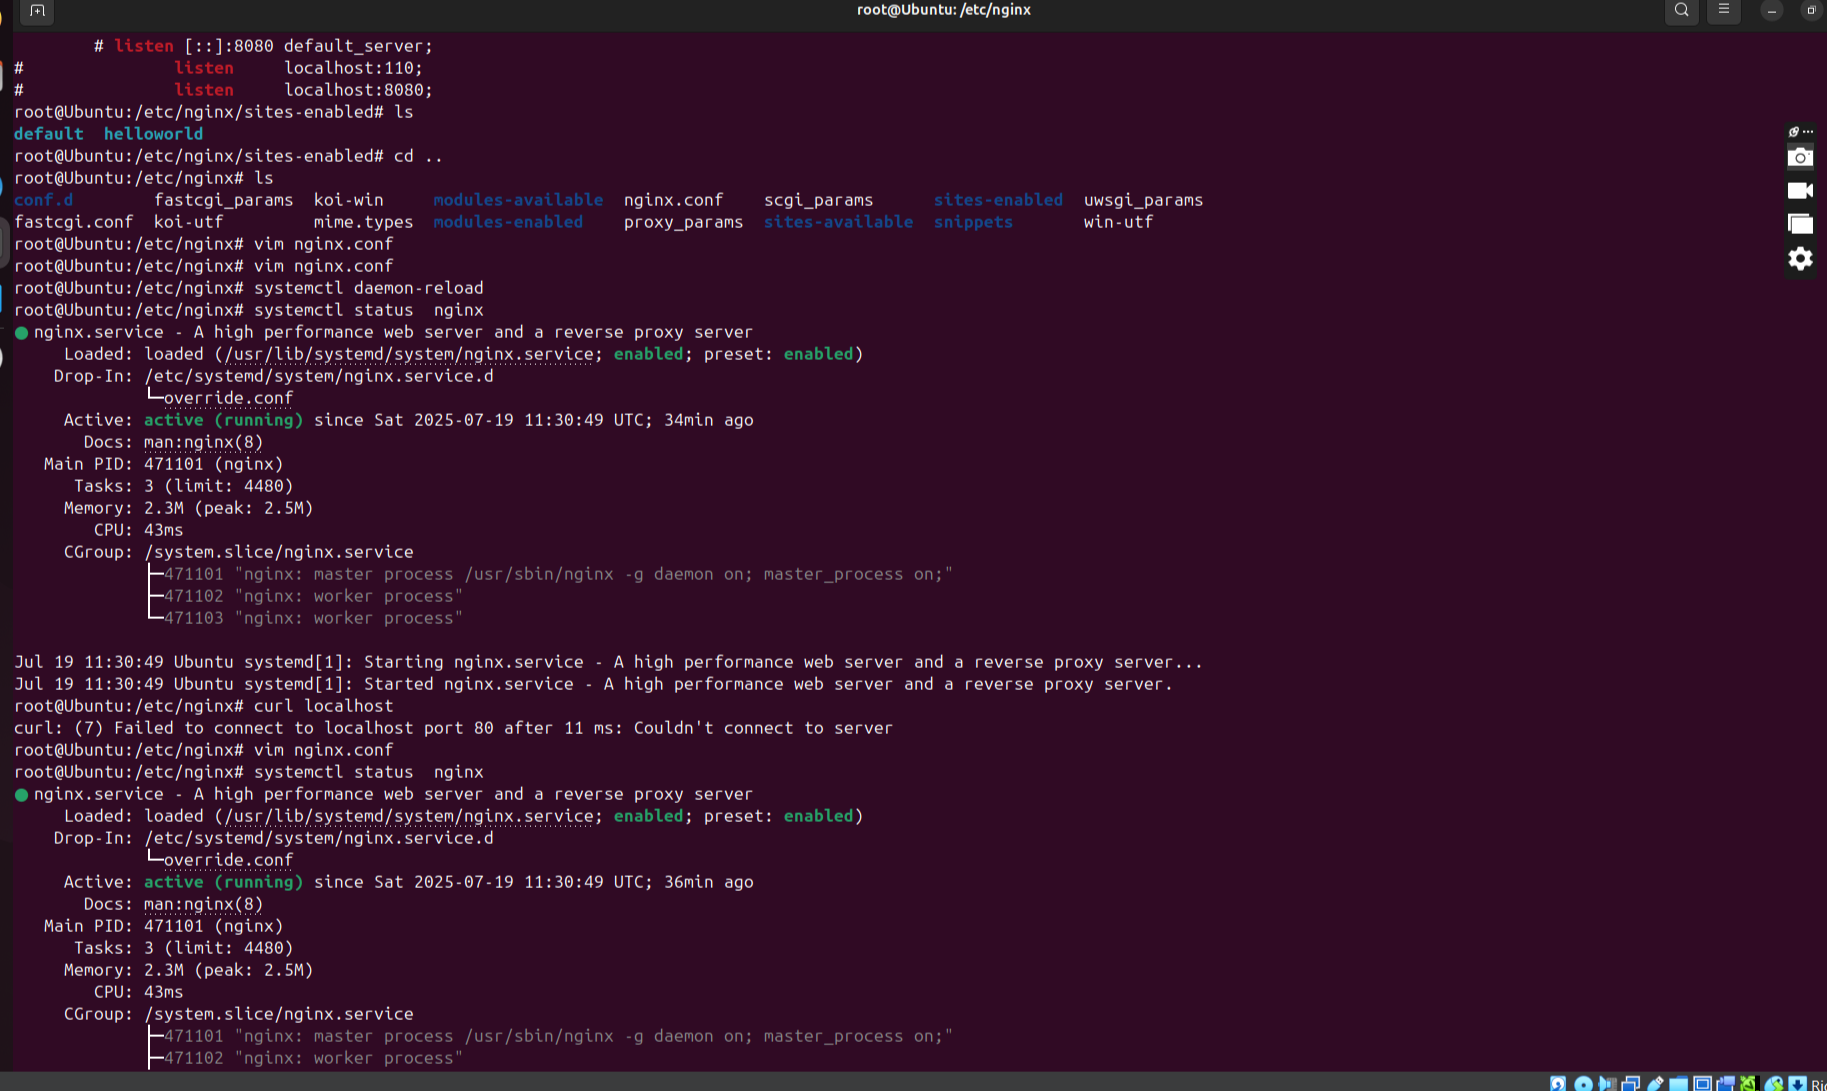 root@Ubuntu: /etc/nginx
# listen [::]:8080 default_server;
#               listen     localhost:110;
#               listen     localhost:8080;
root@Ubuntu:/etc/nginx/sites-enabled# ls
default  helloworld
root@Ubuntu:/etc/nginx/sites-enabled# cd ..
root@Ubuntu:/etc/nginx# ls
conf.d        fastcgi_params  koi-win     modules-available  nginx.conf    scgi_params      sites-enabled  uwsgi_params
fastcgi.conf  koi-utf         mime.types  modules-enabled    proxy_params  sites-available  snippets       win-utf
root@Ubuntu:/etc/nginx# vim nginx.conf
root@Ubuntu:/etc/nginx# vim nginx.conf
root@Ubuntu:/etc/nginx# systemctl daemon-reload
root@Ubuntu:/etc/nginx# systemctl status  nginx
● nginx.service - A high performance web server and a reverse proxy server
     Loaded: loaded (/usr/lib/systemd/system/nginx.service; enabled; preset: enabled)
    Drop-In: /etc/systemd/system/nginx.service.d
             └─override.conf
     Active: active (running) since Sat 2025-07-19 11:30:49 UTC; 34min ago
       Docs: man:nginx(8)
   Main PID: 471101 (nginx)
      Tasks: 3 (limit: 4480)
     Memory: 2.3M (peak: 2.5M)
        CPU: 43ms
     CGroup: /system.slice/nginx.service
             ├─471101 "nginx: master process /usr/sbin/nginx -g daemon on; master_process on;"
             ├─471102 "nginx: worker process"
             └─471103 "nginx: worker process"
Jul 19 11:30:49 Ubuntu systemd[1]: Starting nginx.service - A high performance web server and a reverse proxy server...
Jul 19 11:30:49 Ubuntu systemd[1]: Started nginx.service - A high performance web server and a reverse proxy server.
root@Ubuntu:/etc/nginx# curl localhost
curl: (7) Failed to connect to localhost port 80 after 11 ms: Couldn't connect to server
root@Ubuntu:/etc/nginx# vim nginx.conf
root@Ubuntu:/etc/nginx# systemctl status  nginx
● nginx.service - A high performance web server and a reverse proxy server
     Loaded: loaded (/usr/lib/systemd/system/nginx.service; enabled; preset: enabled)
    Drop-In: /etc/systemd/system/nginx.service.d
             └─override.conf
     Active: active (running) since Sat 2025-07-19 11:30:49 UTC; 36min ago
       Docs: man:nginx(8)
   Main PID: 471101 (nginx)
      Tasks: 3 (limit: 4480)
     Memory: 2.3M (peak: 2.5M)
        CPU: 43ms
     CGroup: /system.slice/nginx.service
             ├─471101 "nginx: master process /usr/sbin/nginx -g daemon on; master_process on;"
             ├─471102 "nginx: worker process"